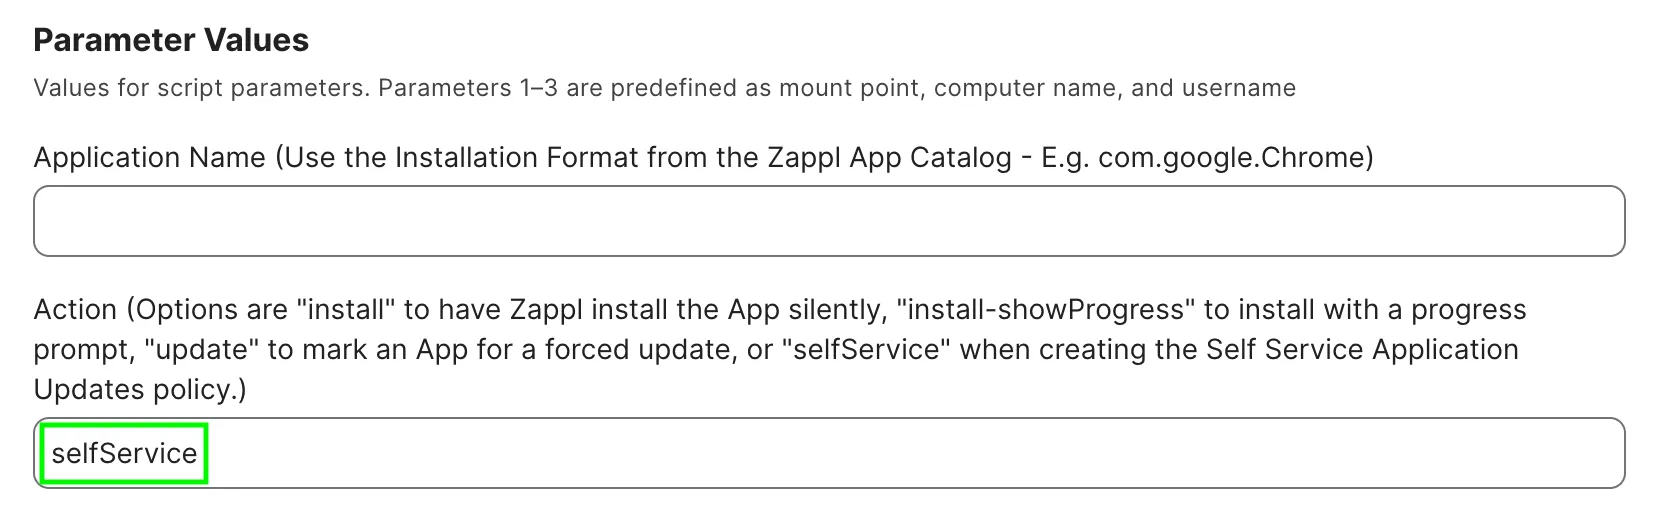 Parameter Values
Values for script parameters. Parameters 1–3 are predefined as mount point, computer name, and username
Application Name (Use the Installation Format from the Zappl App Catalog - E.g. com.google.Chrome)
Action (Options are "install" to have Zappl install the App silently, "install-showProgress" to install with a progress
prompt, "update" to mark an App for a forced update, or "selfService" when creating the Self Service Application
Updates policy.)
selfService